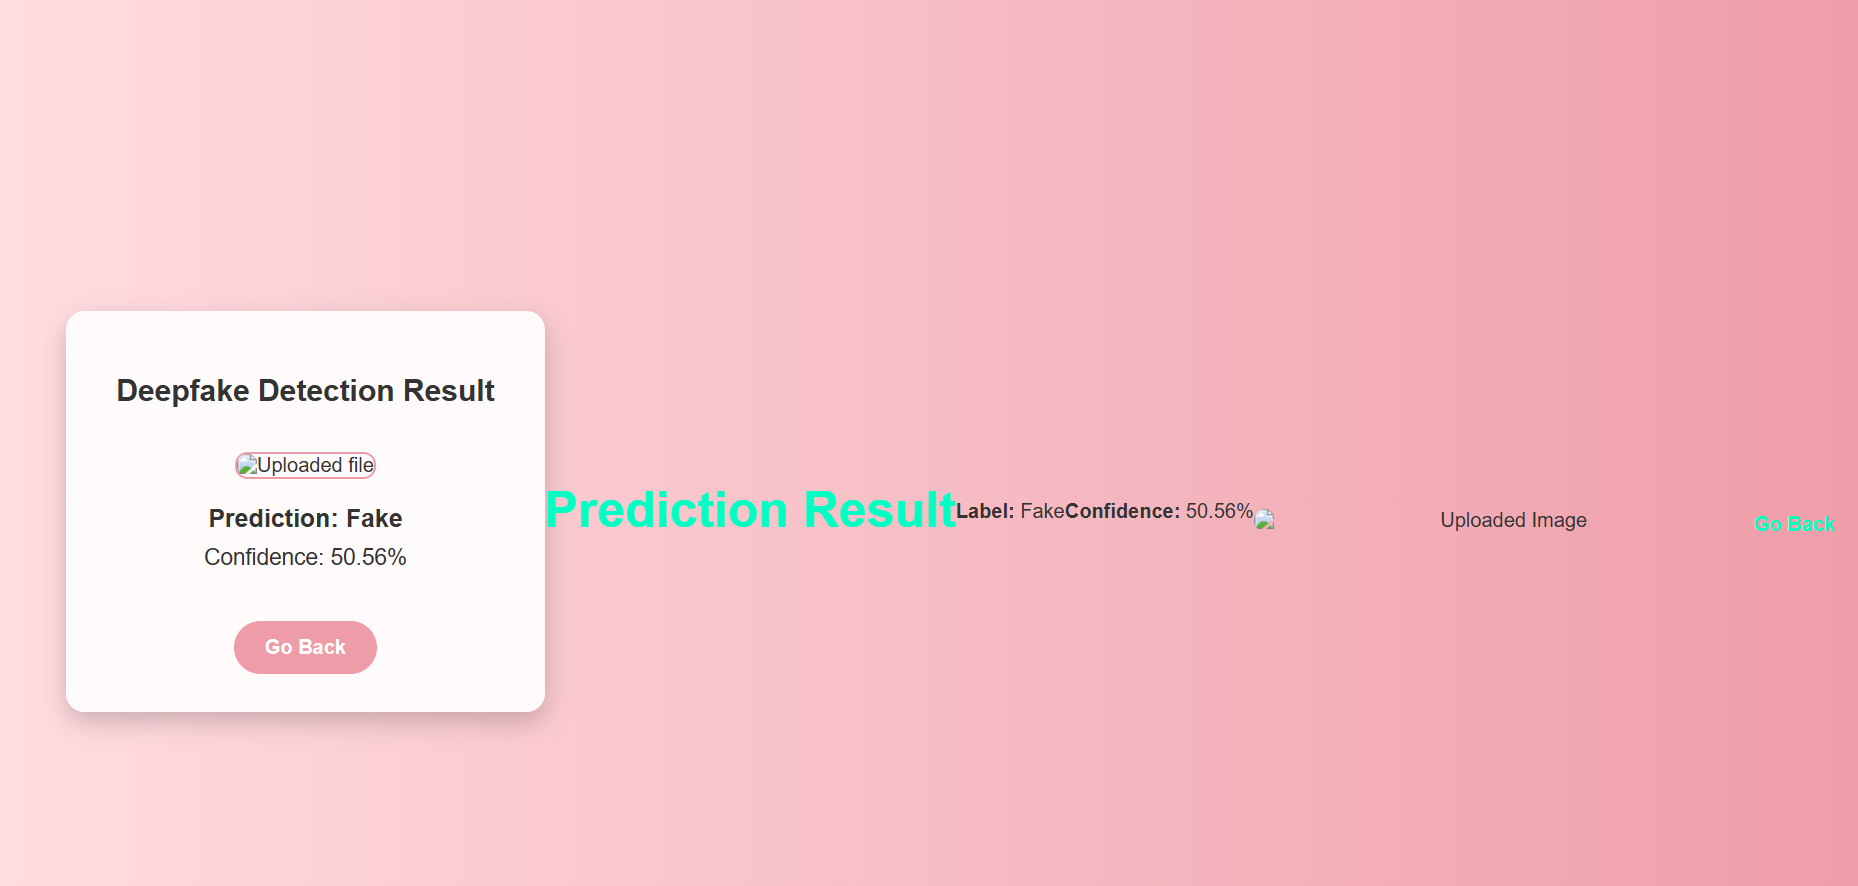 Deepfake Detection Result
Uploaded file
Prediction: Fake
Confidence: 50.56%
Go Back
Prediction Result
Label: Fake
Confidence: 50.56%
Uploaded Image
Go Back